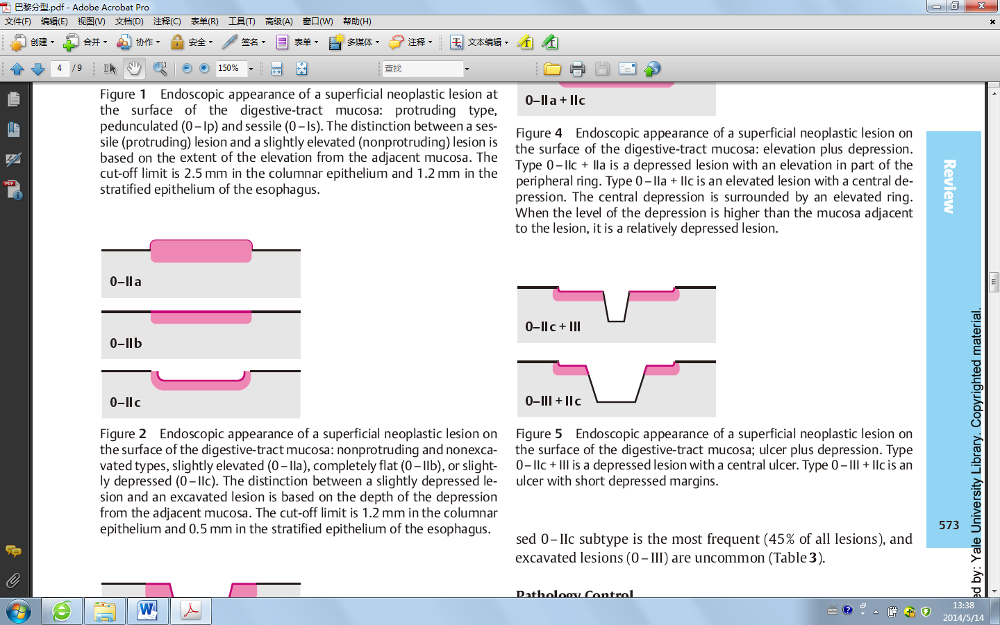 巴黎分型.pdf - Adobe Acrobat Pro
文件(F) 编辑(E) 视图(V) 文档(D) 注释(C) 表单(R) 工具(T) 高级(A) 窗口(W) 帮助(H)
创建 合并 协作 安全 签名 表单 多媒体 注释 文本编辑
4 / 9 150% 查找
Figure 1 Endoscopic appearance of a superficial neoplastic lesion at
the surface of the digestive-tract mucosa: protruding type,
pedunculated (0–Ip) and sessile (0–Is). The distinction between a ses-
sile (protruding) lesion and a slightly elevated (nonprotruding) lesion is
based on the extent of the elevation from the adjacent mucosa. The
cut-off limit is 2.5 mm in the columnar epithelium and 1.2 mm in the
stratified epithelium of the esophagus.
0–IIa
0–IIb
0–IIc
Figure 2 Endoscopic appearance of a superficial neoplastic lesion on
the surface of the digestive-tract mucosa: nonprotruding and nonexca-
vated types, slightly elevated (0–IIa), completely flat (0–IIb), or slight-
ly depressed (0–IIc). The distinction between a slightly depressed le-
sion and an excavated lesion is based on the depth of the depression
from the adjacent mucosa. The cut-off limit is 1.2 mm in the columnar
epithelium and 0.5 mm in the stratified epithelium of the esophagus.
0–IIa + IIc
Figure 4 Endoscopic appearance of a superficial neoplastic lesion on
the surface of the digestive-tract mucosa: elevation plus depression.
Type 0–IIc + IIa is a depressed lesion with an elevation in part of the
peripheral ring. Type 0–IIa + IIc is an elevated lesion with a central de-
pression. The central depression is surrounded by an elevated ring.
When the level of the depression is higher than the mucosa adjacent
to the lesion, it is a relatively depressed lesion.
0–IIc + III
0–III + IIc
Figure 5 Endoscopic appearance of a superficial neoplastic lesion on
the surface of the digestive-tract mucosa; ulcer plus depression. Type
0–IIc + III is a depressed lesion with a central ulcer. Type 0–III + IIc is an
ulcer with short depressed margins.
sed 0–IIc subtype is the most frequent (45% of all lesions), and
excavated lesions (0–III) are uncommon (Table 3).
Pathology Control
Review
573
ed by: Yale University Library. Copyrighted material.
13:38
2014/5/14